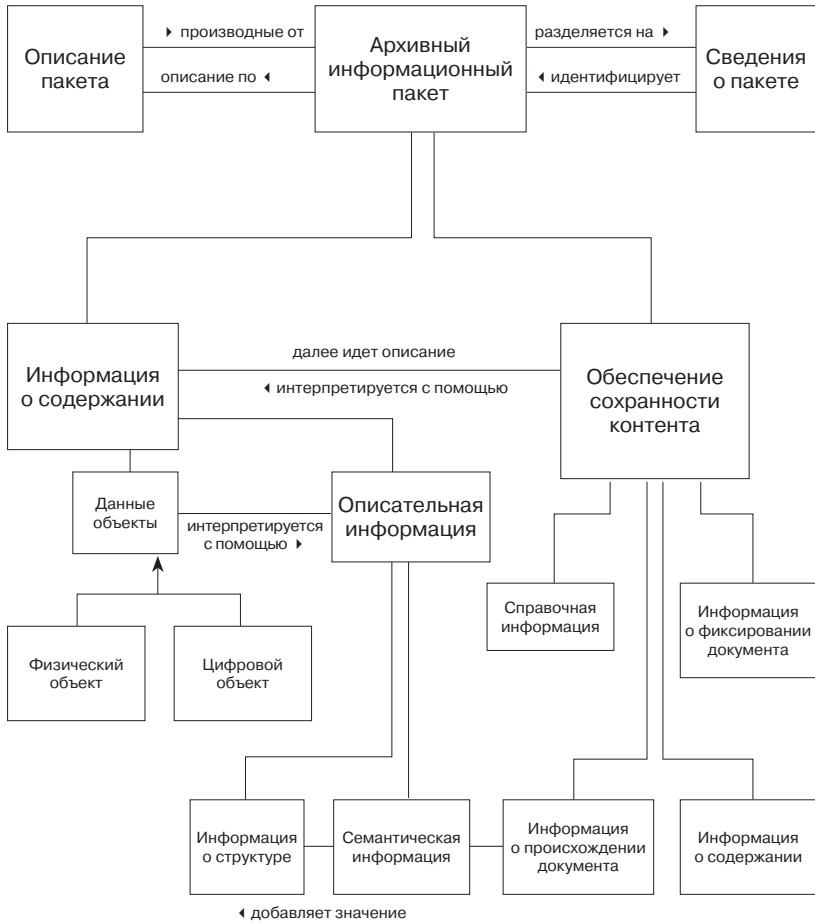 Описание
пакета
▶ производные от
описание по ◀
Архивный
информационный
пакет
разделяется на ▶
◀ идентифицирует
Сведения
о пакете
Информация
о содержании
далее идет описание
◀ интерпретируется с помощью
Обеспечение
сохранности
контента
Данные
объекты
интерпретируется
с помощью ▶
Описательная
информация
Справочная
информация
Информация
о фиксировании
документа
Физический
объект
Цифровой
объект
Информация
о структуре
Семантическая
информация
Информация
о происхождении
документа
Информация
о содержании
◀ добавляет значение